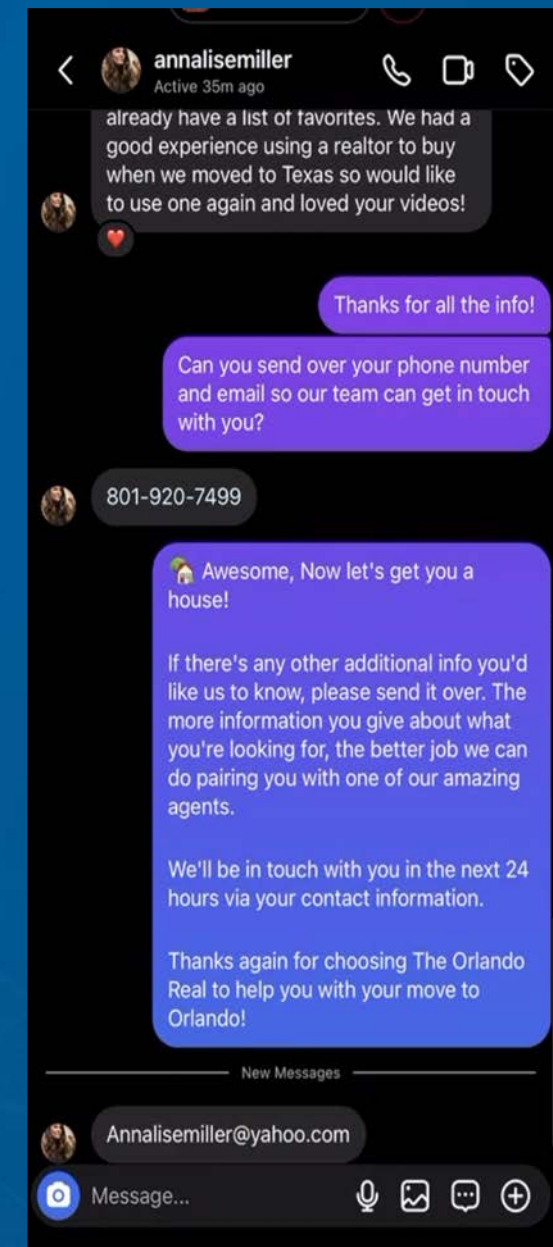 annalisemiller
Active 35m ago
already have a list of favorites. We had a
good experience using a realtor to buy
when we moved to Texas so would like
to use one again and loved your videos!
Thanks for all the info!
Can you send over your phone number
and email so our team can get in touch
with you?
801-920-7499
Awesome, Now let's get you a
house!
If there's any other additional info you'd
like us to know, please send it over. The
more information you give about what
you're looking for, the better job we can
do pairing you with one of our amazing
agents.
We'll be in touch with you in the next 24
hours via your contact information.
Thanks again for choosing The Orlando
Real to help you with your move to
Orlando!
New Messages
Annalisemiller@yahoo.com
Message...